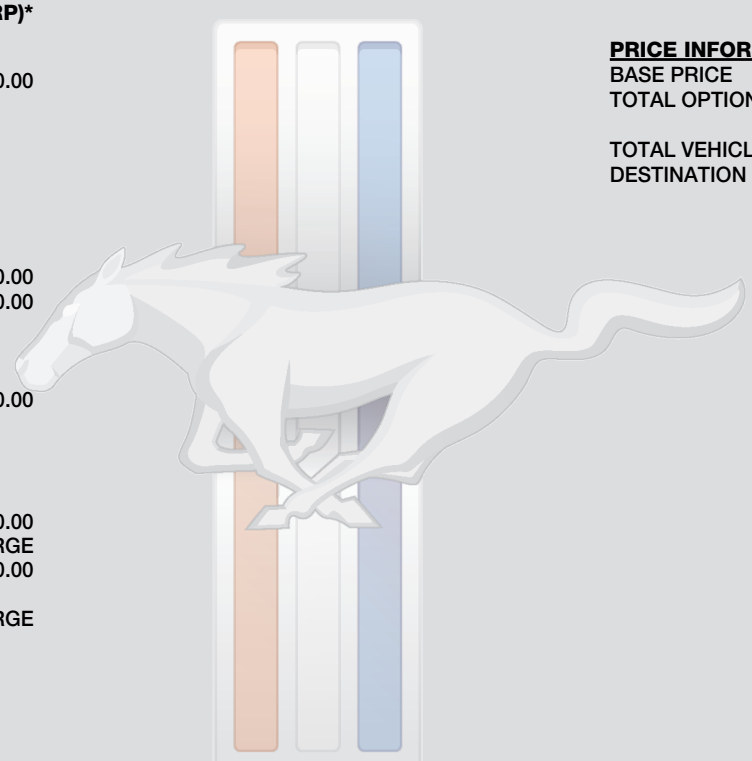 RP)*
0.00
0.00
0.00
0.00
0.00
RGE
0.00
RGE
PRICE INFOR
BASE PRICE
TOTAL OPTION
TOTAL VEHICL
DESTINATION